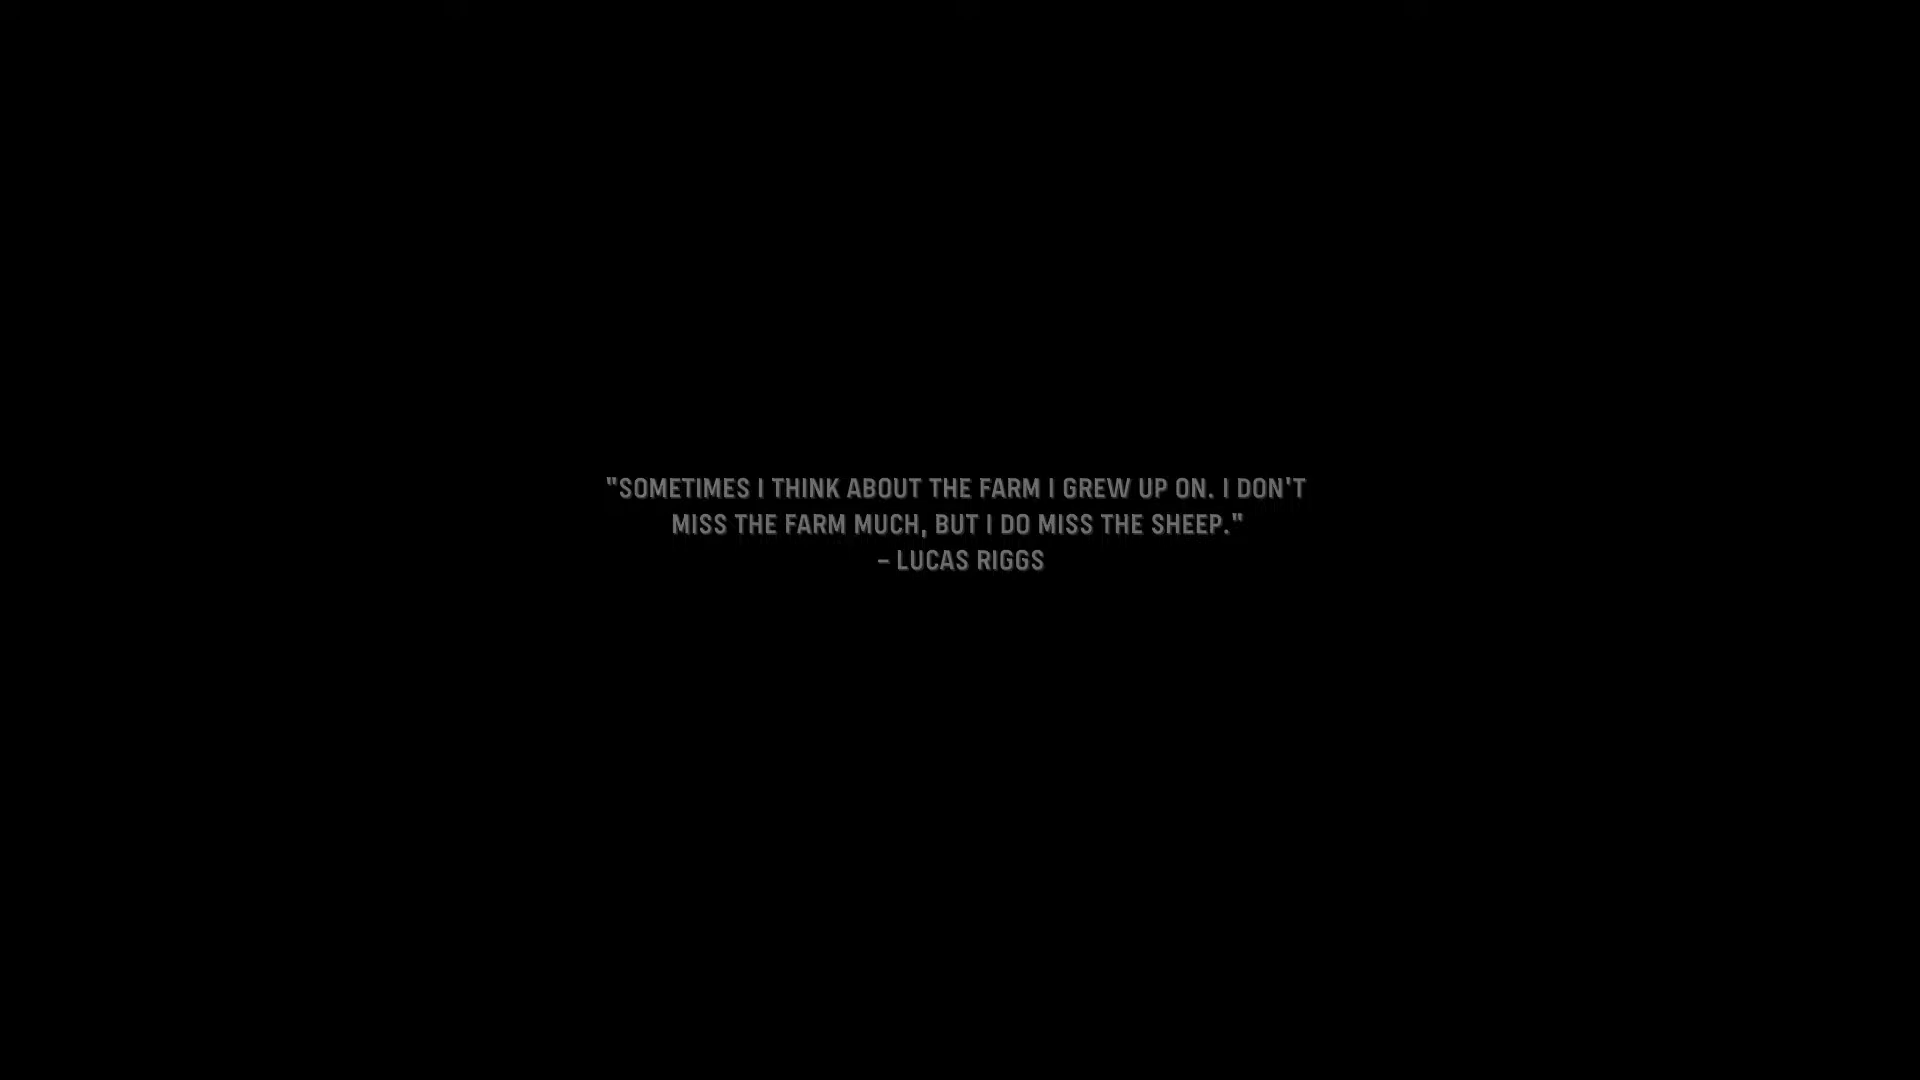 "SOMETIMES I THINK ABOUT THE FARM I GREW UP ON. I DON'T
MISS THE FARM MUCH, BUT I DO MISS THE SHEEP."
– LUCAS RIGGS